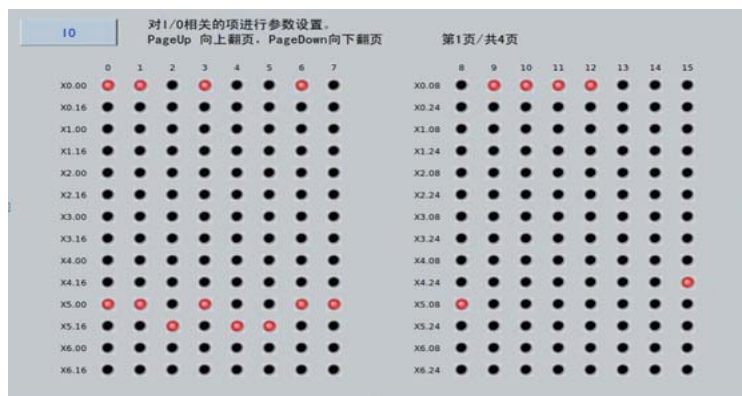 IO
对I/O相关的项进行参数设置。
PageUp 向上翻页，PageDown向下翻页
第1页/共4页
0 1 2 3 4 5 6 7
8 9 10 11 12 13 14 15
X0.00
X0.08
X0.16
X0.24
X1.00
X1.08
X1.16
X1.24
X2.00
X2.08
X2.16
X2.24
X3.00
X3.08
X3.16
X3.24
X4.00
X4.08
X4.16
X4.24
X5.00
X5.08
X5.16
X5.24
X6.00
X6.08
X6.16
X6.24